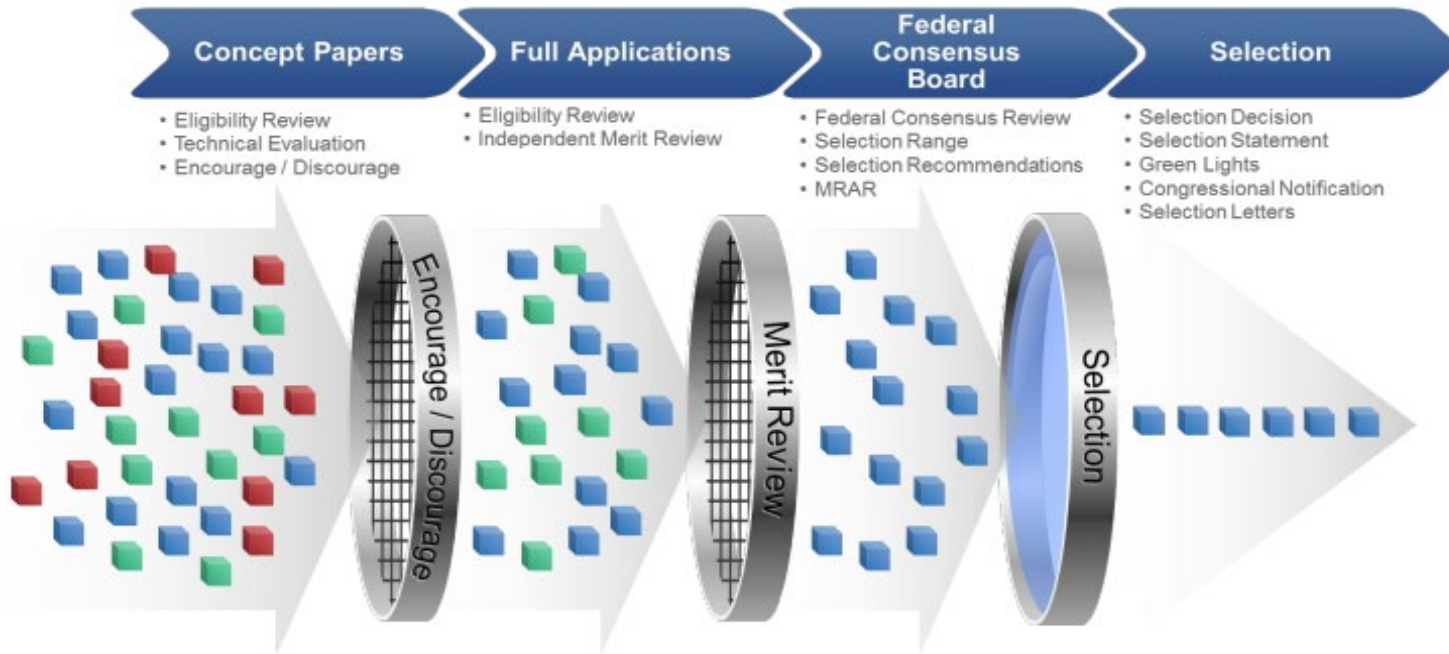 Concept Papers
Full Applications
Federal
Consensus
Board
Selection
• Eligibility Review
• Technical Evaluation
• Encourage / Discourage
• Eligibility Review
• Independent Merit Review
• Federal Consensus Review
• Selection Range
• Selection Recommendations
• MRAR
• Selection Decision
• Selection Statement
• Green Lights
• Congressional Notification
• Selection Letters
Encourage / Discourage
Merit Review
Selection